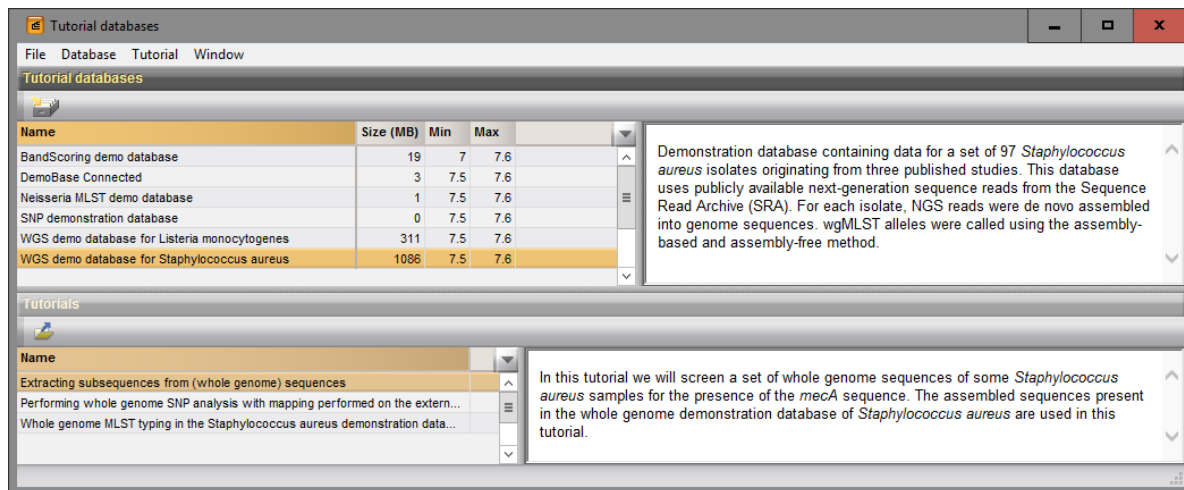 Tutorial databases
File Database Tutorial Window
Tutorial databases
Name Size (MB) Min Max
BandScoring demo database 19 7 7.6
DemoBase Connected 3 7.5 7.6
Neisseria MLST demo database 1 7.5 7.6
SNP demonstration database 0 7.5 7.6
WGS demo database for Listeria monocytogenes 311 7.5 7.6
WGS demo database for Staphylococcus aureus 1086 7.5 7.6
Demonstration database containing data for a set of 97 Staphylococcus
aureus isolates originating from three published studies. This database
uses publicly available next-generation sequence reads from the Sequence
Read Archive (SRA). For each isolate, NGS reads were de novo assembled
into genome sequences. wgMLST alleles were called using the assembly-
based and assembly-free method.
Tutorials
Name
Extracting subsequences from (whole genome) sequences
Performing whole genome SNP analysis with mapping performed on the extern...
Whole genome MLST typing in the Staphylococcus aureus demonstration data...
In this tutorial we will screen a set of whole genome sequences of some Staphylococcus
aureus samples for the presence of the mecA sequence. The assembled sequences present
in the whole genome demonstration database of Staphylococcus aureus are used in this
tutorial.